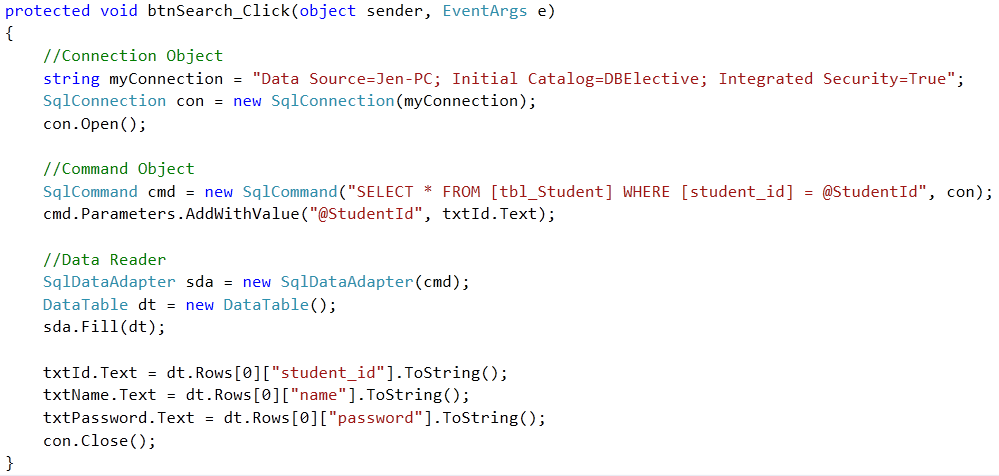 protected void btnSearch_Click(object sender, EventArgs e)
{
//Connection Object
string myConnection = "Data Source=Jen-PC; Initial Catalog=DBElective; Integrated Security=True";
SqlConnection con = new SqlConnection(myConnection);
con.Open();
//Command Object
SqlCommand cmd = new SqlCommand("SELECT * FROM [tbl_Student] WHERE [student_id] = @StudentId", con);
cmd.Parameters.AddWithValue("@StudentId", txtId.Text);
//Data Reader
SqlDataAdapter sda = new SqlDataAdapter(cmd);
DataTable dt = new DataTable();
sda.Fill(dt);
txtId.Text = dt.Rows[0]["student_id"].ToString();
txtName.Text = dt.Rows[0]["name"].ToString();
txtPassword.Text = dt.Rows[0]["password"].ToString();
con.Close();
}